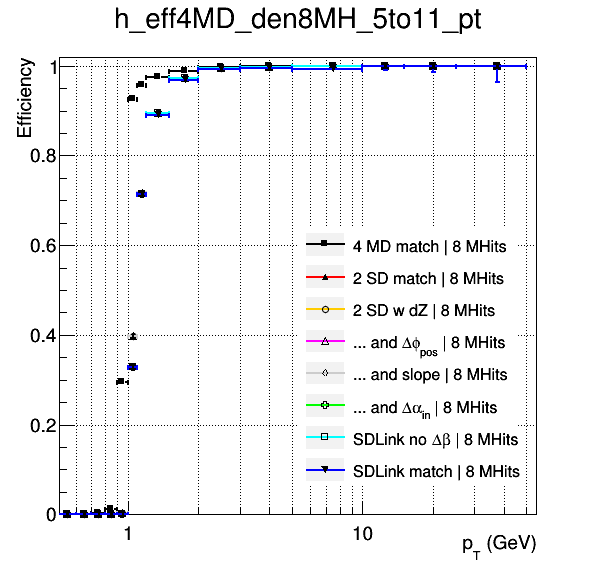 h_eff4MD_den8MH_5to11_pt
Efficiency
1
0.8
0.6
0.4
0.2
0
4 MD match | 8 MHits
2 SD match | 8 MHits
2 SD w dZ | 8 MHits
... and Δϕpos | 8 MHits
... and slope | 8 MHits
... and Δαin | 8 MHits
SDLink no Δβ | 8 MHits
SDLink match | 8 MHits
1 10
pT (GeV)